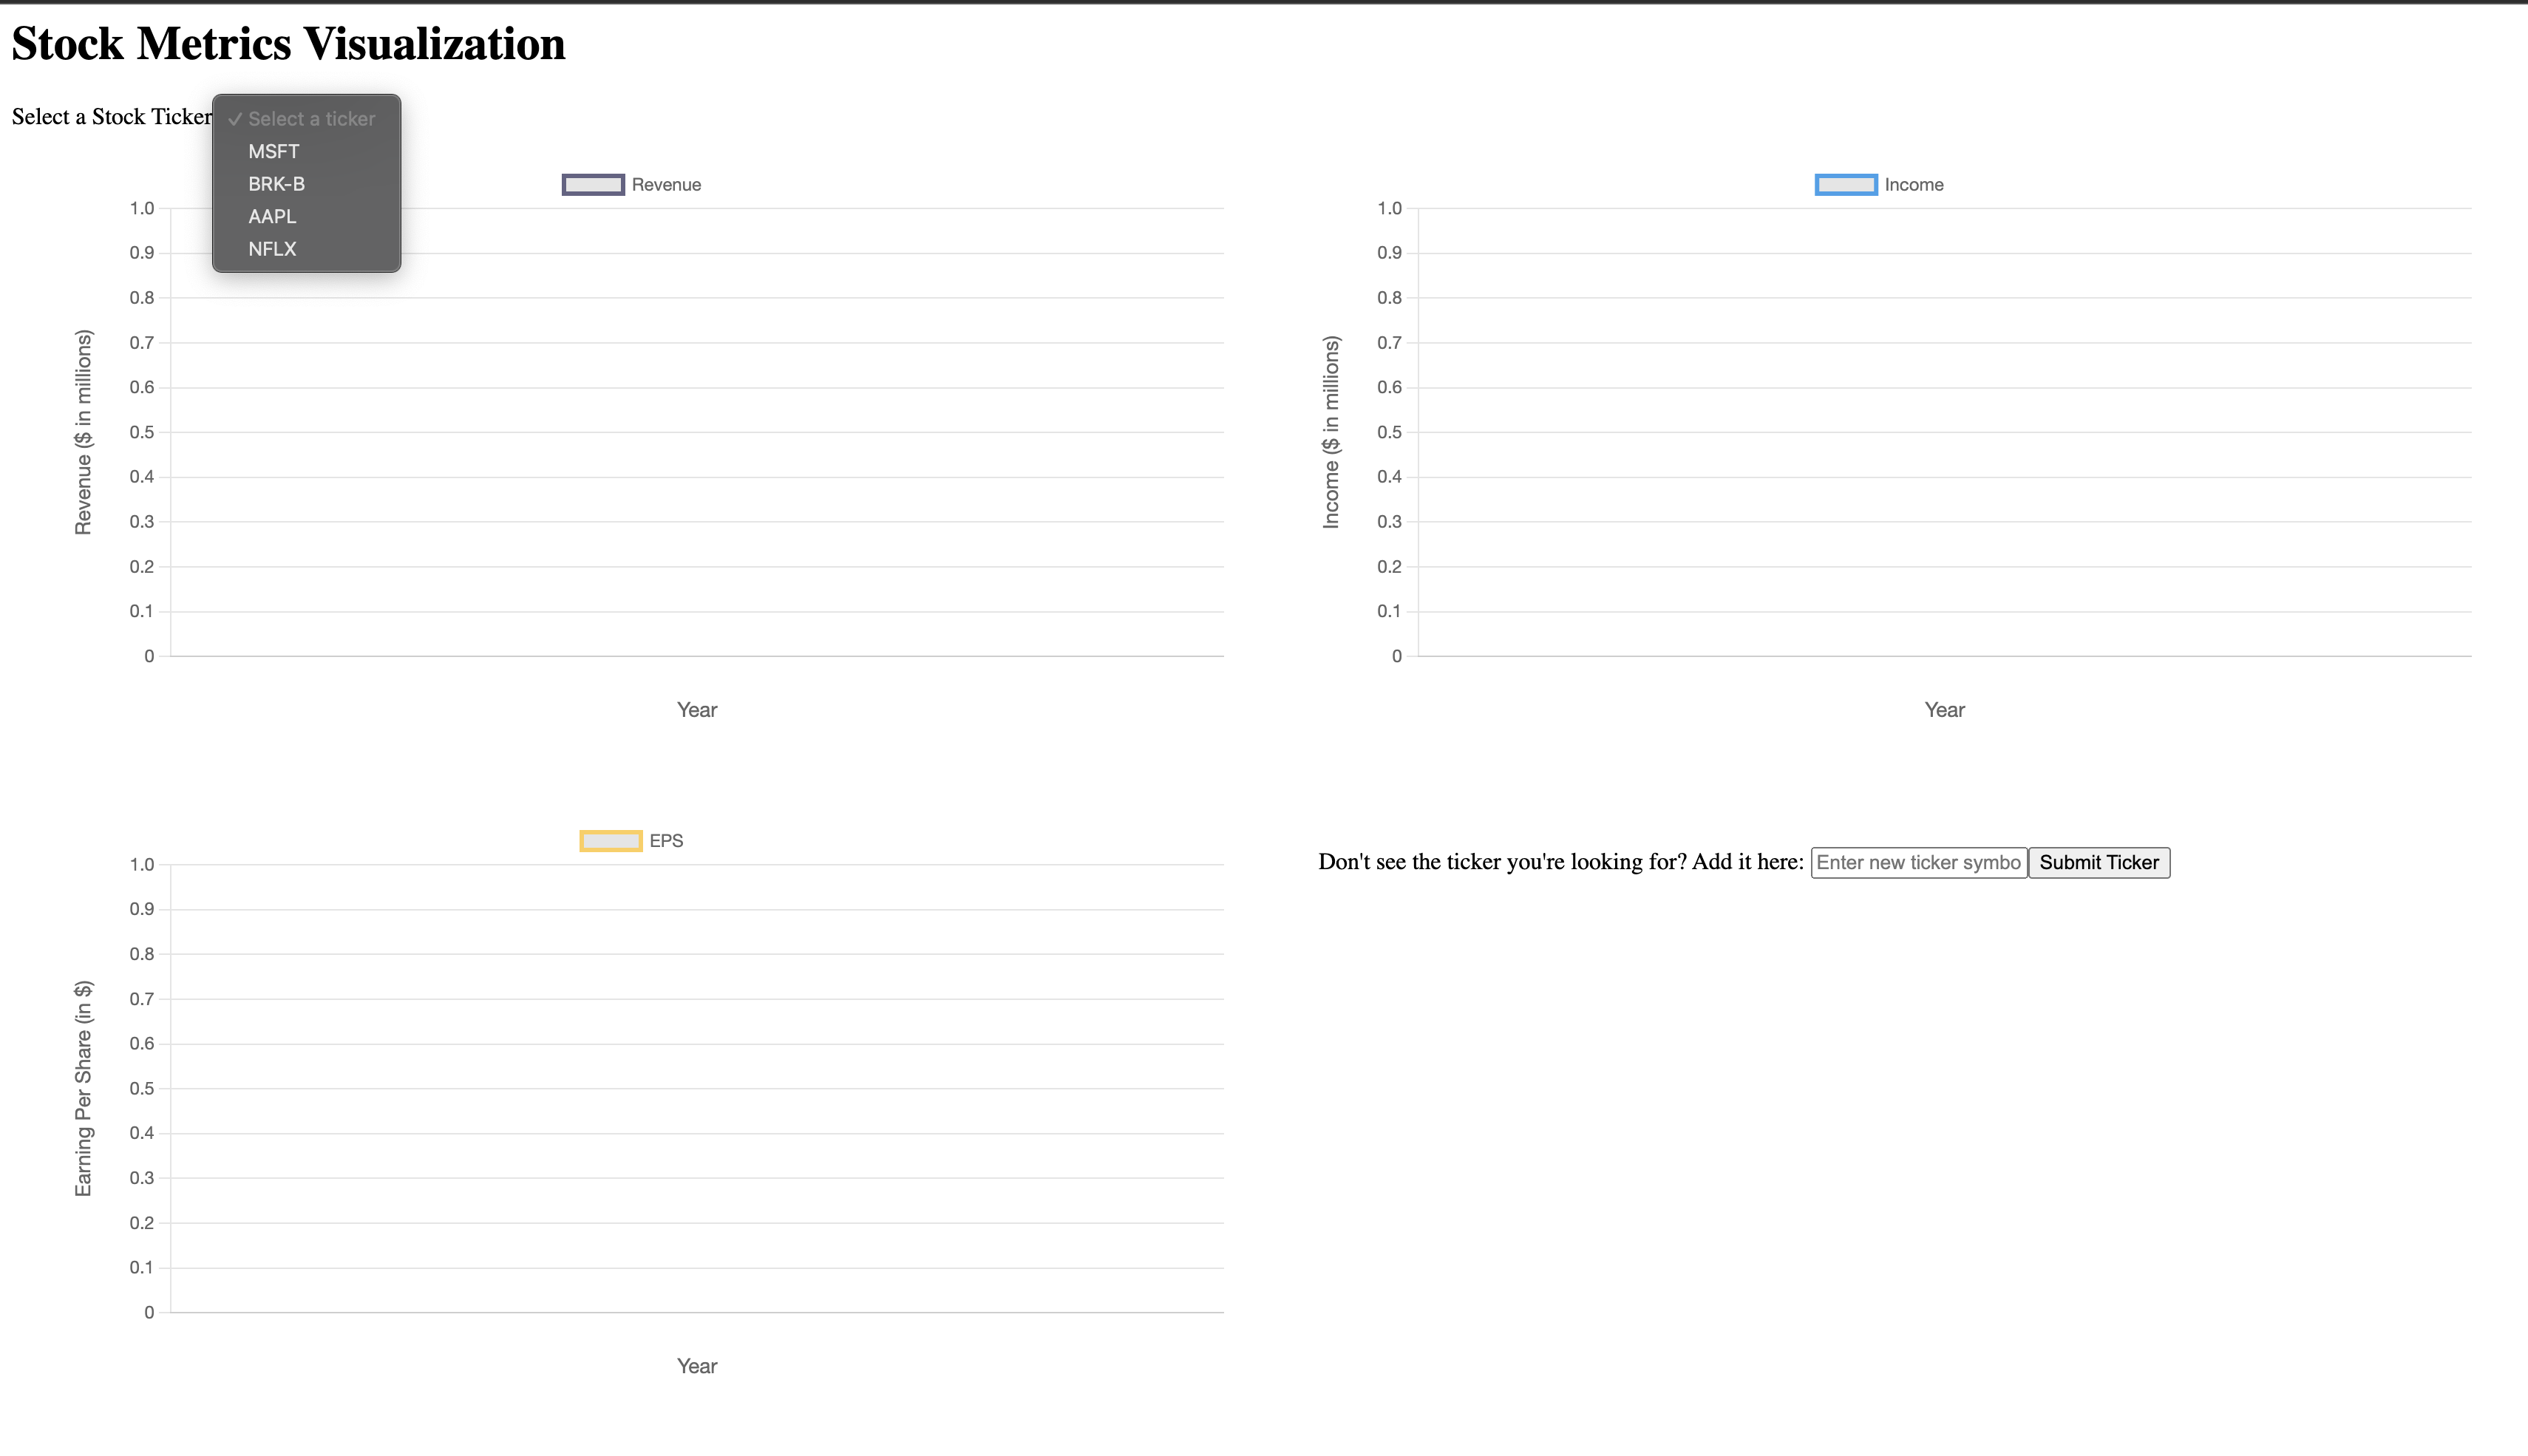 Stock Metrics Visualization
Select a Stock Ticker
✓ Select a ticker
MSFT
BRK-B
AAPL
NFLX
Revenue
1.0
0.9
0.8
0.7
0.6
0.5
0.4
0.3
0.2
0.1
0
Revenue ($ in millions)
Year
Income
1.0
0.9
0.8
0.7
0.6
0.5
0.4
0.3
0.2
0.1
0
Income ($ in millions)
Year
EPS
1.0
0.9
0.8
0.7
0.6
0.5
0.4
0.3
0.2
0.1
0
Earning Per Share (in $)
Year
Don't see the ticker you're looking for? Add it here: Enter new ticker symbo Submit Ticker